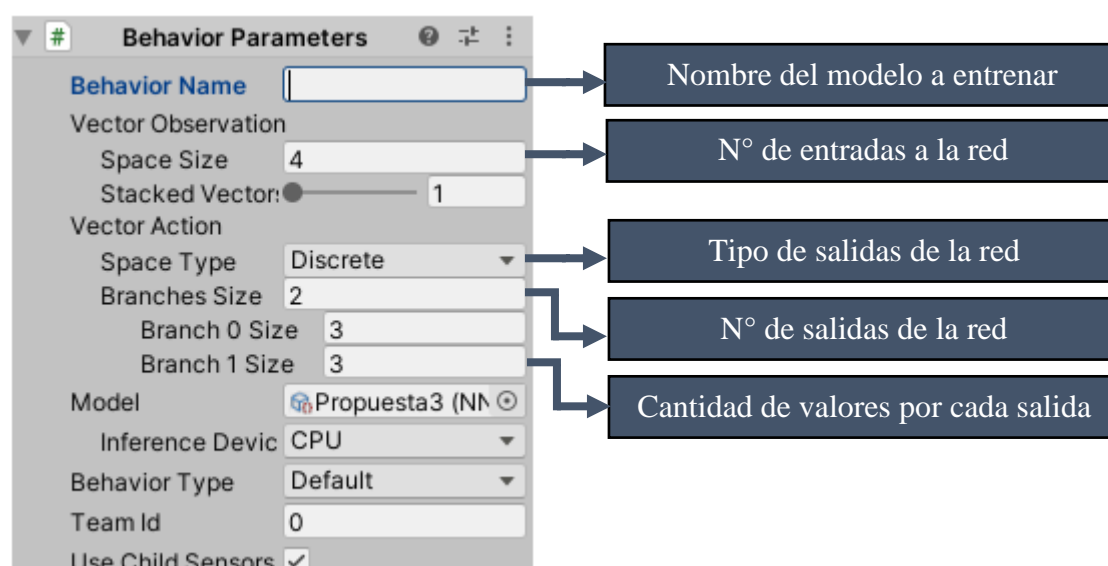 # Behavior Parameters
Behavior Name
Nombre del modelo a entrenar
Vector Observation
Space Size 4
N° de entradas a la red
Stacked Vector: 1
Vector Action
Space Type Discrete
Tipo de salidas de la red
Branches Size 2
N° de salidas de la red
Branch 0 Size 3
Branch 1 Size 3
Cantidad de valores por cada salida
Model Propuesta3 (NN
Inference Devic CPU
Behavior Type Default
Team Id 0
Use Child Sensors